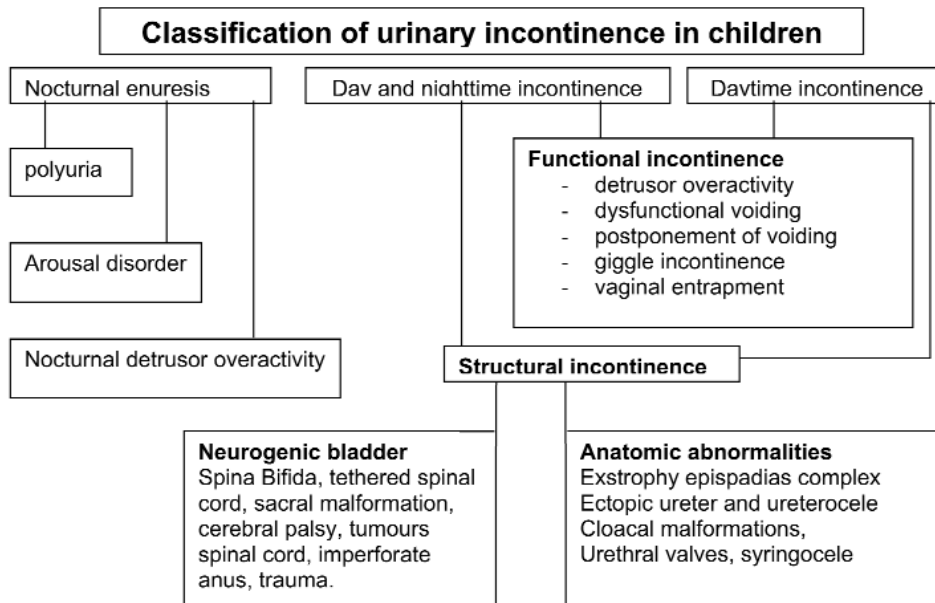 Classification of urinary incontinence in children
Nocturnal enuresis
Day and nighttime incontinence
Daytime incontinence
polyuria
Arousal disorder
Nocturnal detrusor overactivity
Functional incontinence
- detrusor overactivity
- dysfunctional voiding
- postponement of voiding
- giggle incontinence
- vaginal entrapment
Structural incontinence
Neurogenic bladder
Spina Bifida, tethered spinal
cord, sacral malformation,
cerebral palsy, tumours
spinal cord, imperforate
anus, trauma.
Anatomic abnormalities
Exstrophy epispadias complex
Ectopic ureter and ureterocele
Cloacal malformations,
Urethral valves, syringocele